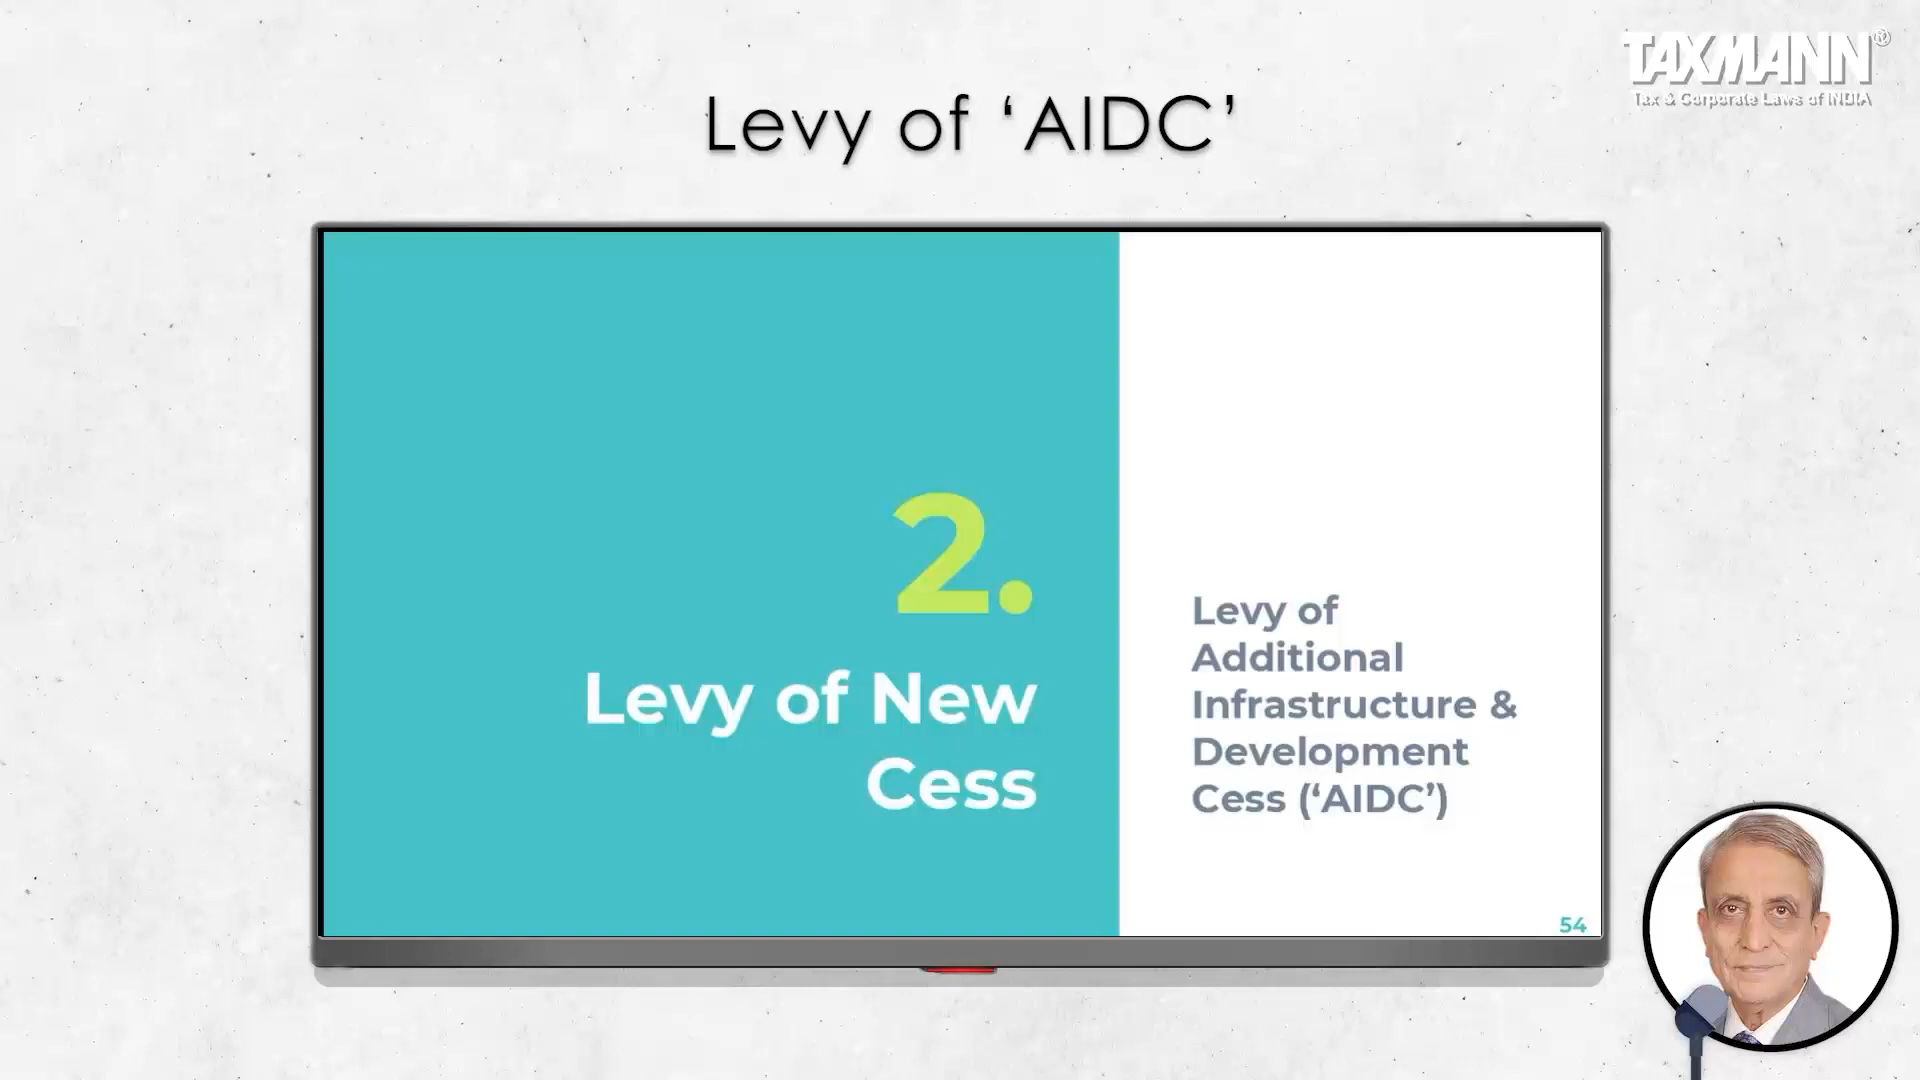 TAXMANN®
Tax & Corporate Laws of INDIA
Levy of ‘AIDC’
2.
Levy of New
Cess
Levy of
Additional
Infrastructure &
Development
Cess (‘AIDC’)
54